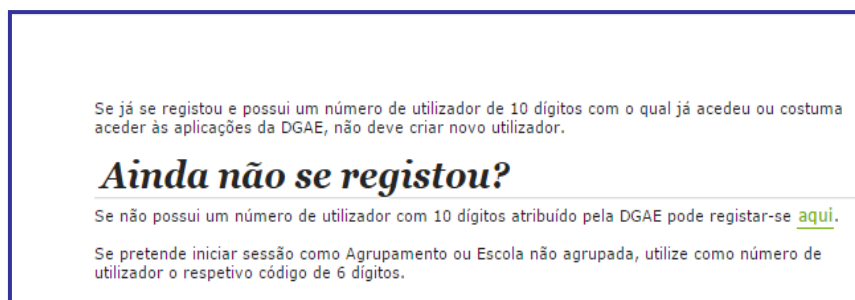 Se já se registou e possui um número de utilizador de 10 dígitos com o qual já acedeu ou costuma
aceder às aplicações da DGAE, não deve criar novo utilizador.
Ainda não se registou?
Se não possui um número de utilizador com 10 dígitos atribuído pela DGAE pode registar-se aqui.
Se pretende iniciar sessão como Agrupamento ou Escola não agrupada, utilize como número de
utilizador o respetivo código de 6 dígitos.